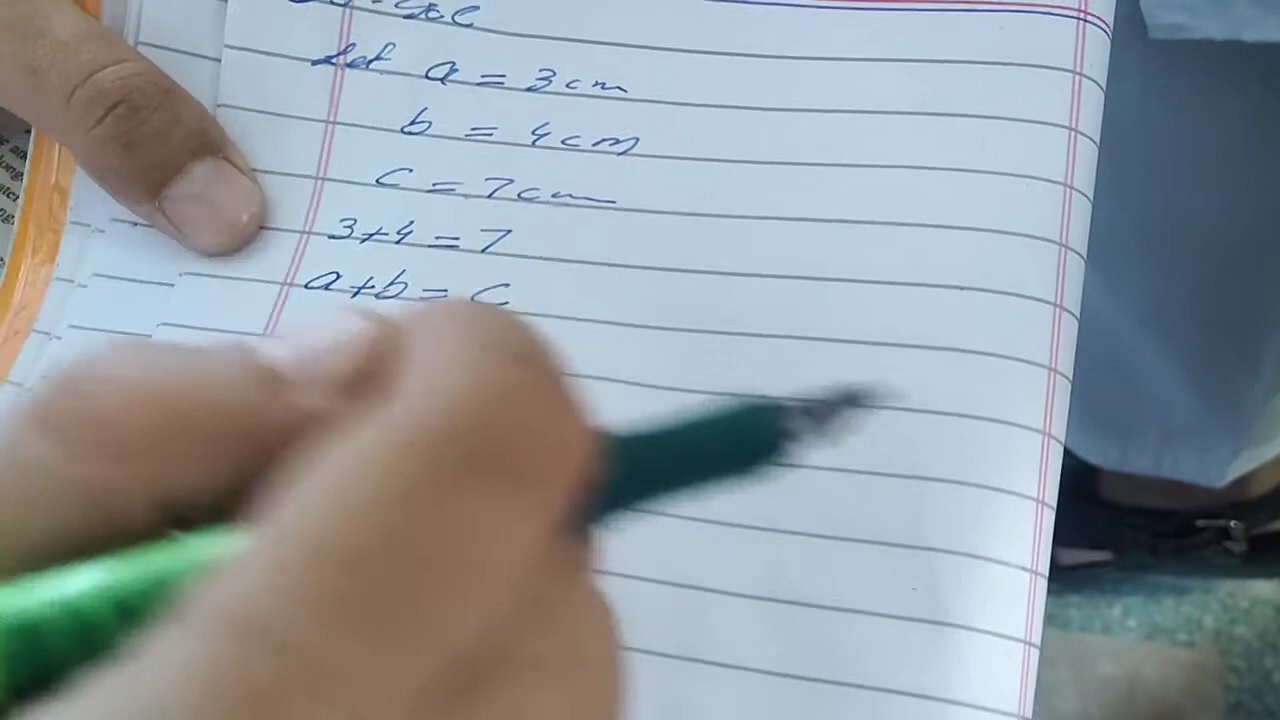 Let a = 3cm
b = 4cm
c = 7cm
3+4 = 7
a+b = c